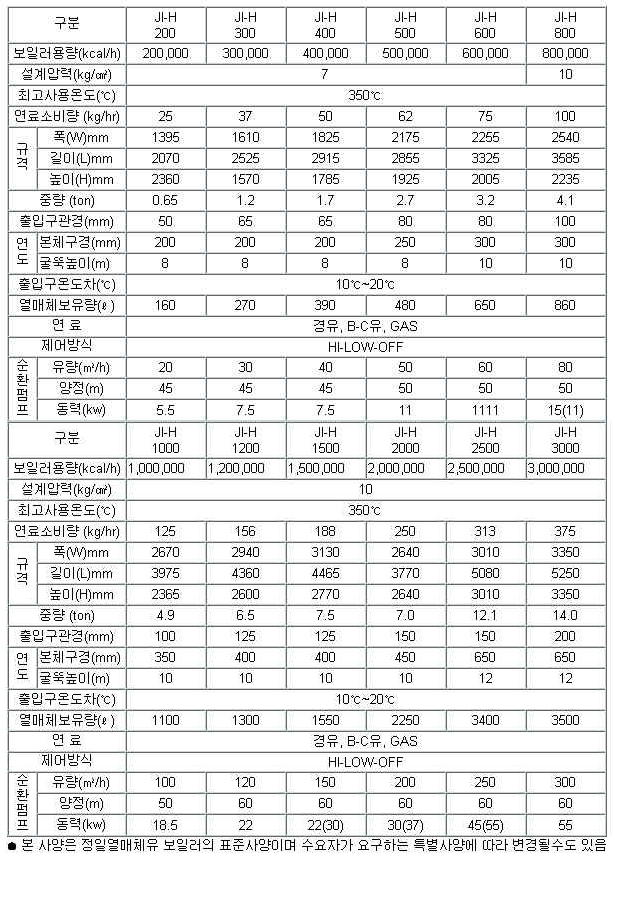 구분 JI-H 200 JI-H 300 JI-H 400 JI-H 500 JI-H 600 JI-H 800
보일러용량(kcal/h) 200,000 300,000 400,000 500,000 600,000 800,000
설계압력(kg/㎠) 7 10
최고사용온도(℃) 350℃
연료소비량 (kg/hr) 25 37 50 62 75 100
규격 폭(W)mm 1395 1610 1825 2175 2255 2540
길이(L)mm 2070 2525 2915 2855 3325 3585
높이(H)mm 2360 1570 1785 1925 2005 2235
중량 (ton) 0.65 1.2 1.7 2.7 3.2 4.1
출입구관경(mm) 50 65 65 80 80 100
연도 본체구경(mm) 200 200 200 250 300 300
굴뚝높이(m) 8 8 8 8 10 10
출입구온도차(℃) 10℃~20℃
열매체보유량(ℓ) 160 270 390 480 650 860
연 료 경유, B-C유, GAS
제어방식 HI-LOW-OFF
순환펌프 유량(㎥/h) 20 30 40 50 60 80
양정(m) 45 45 45 50 50 50
동력(kw) 5.5 7.5 7.5 11 1111 15(11)
구분 JI-H 1000 JI-H 1200 JI-H 1500 JI-H 2000 JI-H 2500 JI-H 3000
보일러용량(kcal/h) 1,000,000 1,200,000 1,500,000 2,000,000 2,500,000 3,000,000
설계압력(kg/㎠) 10
최고사용온도(℃) 350℃
연료소비량 (kg/hr) 125 156 188 250 313 375
규격 폭(W)mm 2670 2940 3130 2640 3010 3350
길이(L)mm 3975 4360 4465 3770 5080 5250
높이(H)mm 2365 2600 2770 2640 3010 3350
중량 (ton) 4.9 6.5 7.5 7.0 12.1 14.0
출입구관경(mm) 100 125 125 150 150 200
연도 본체구경(mm) 350 400 400 450 650 650
굴뚝높이(m) 10 10 10 10 12 12
출입구온도차(℃) 10℃~20℃
열매체보유량(ℓ) 1100 1300 1550 2250 3400 3500
연 료 경유, B-C유, GAS
제어방식 HI-LOW-OFF
순환펌프 유량(㎥/h) 100 120 150 200 250 300
양정(m) 50 60 60 60 60 60
동력(kw) 18.5 22 22(30) 30(37) 45(55) 55
● 본 사양은 정일열매체유 보일러의 표준사양이며 수요자가 요구하는 특별사양에 따라 변경될수도 있음